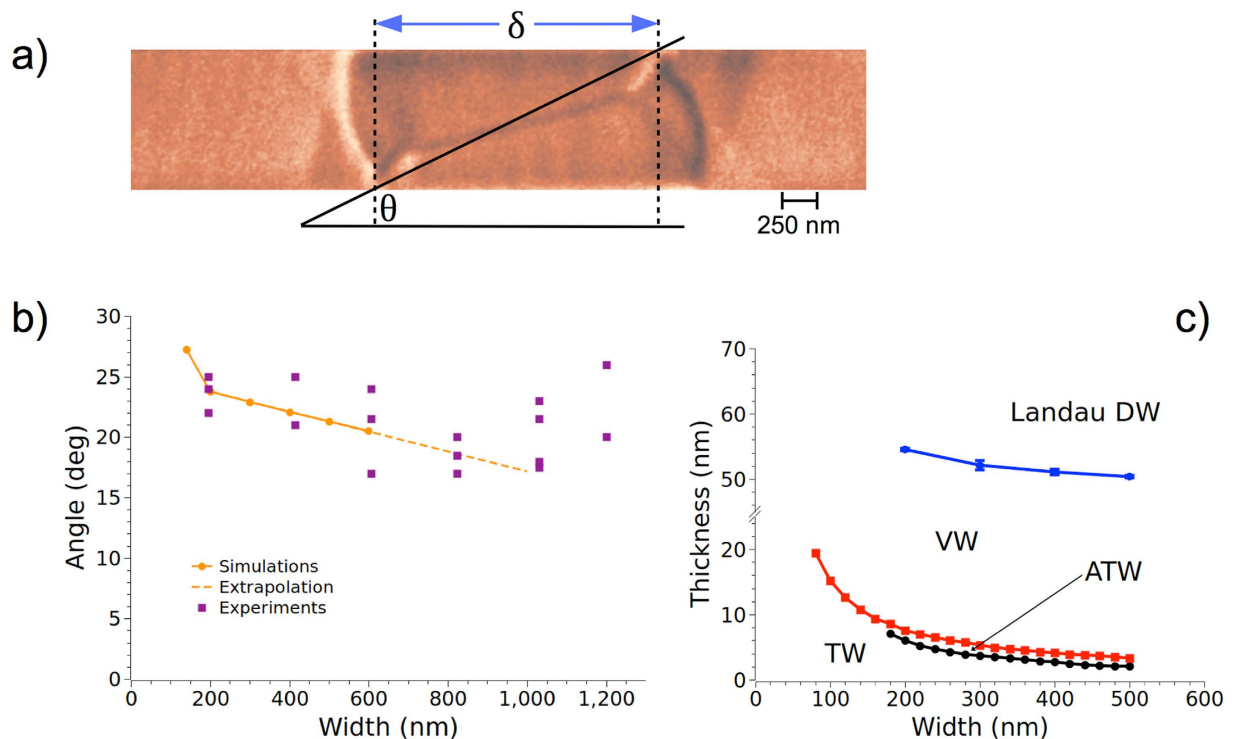 a)
δ
θ
250 nm
b)
30
25
20
15
10
5
0
Angle (deg)
Simulations
Extrapolation
Experiments
0 200 400 600 800 1,000 1,200
Width (nm)
c)
70
60
50
20
10
0
Thickness (nm)
Landau DW
VW
ATW
TW
0 100 200 300 400 500 600
Width (nm)